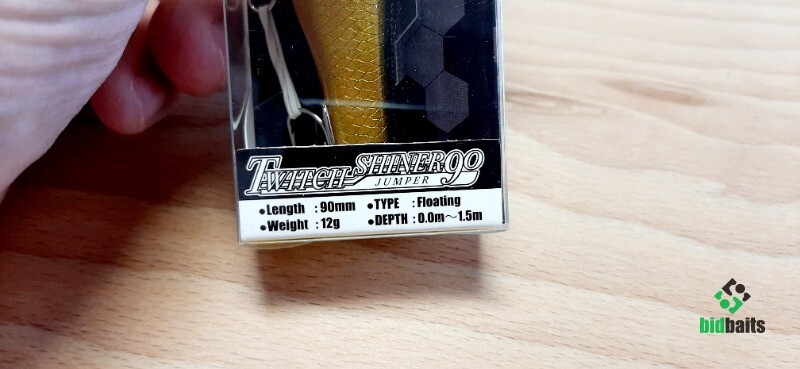 TWITCH SHINER 90
JUMPER
●Length : 90mm ●TYPE : Floating
●Weight : 12g ●DEPTH : 0.0m～1.5m
bidbaits